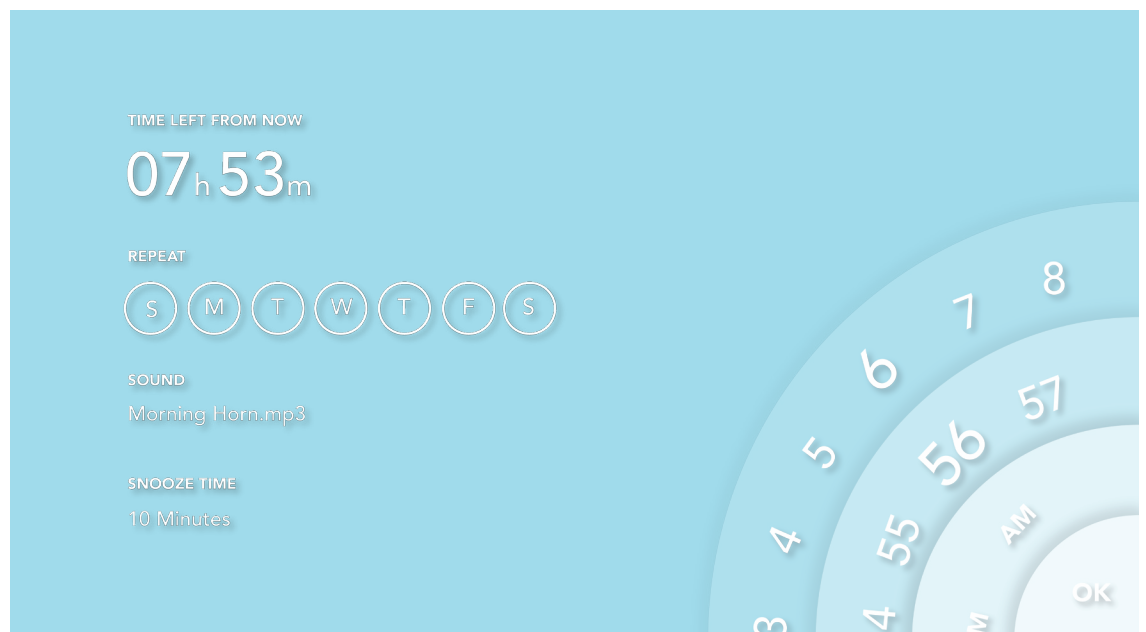 TIME LEFT FROM NOW
07h 53m
REPEAT
S M T W T F S
SOUND
Morning Horn.mp3
SNOOZE TIME
10 Minutes
8
7
6
5
4
3
57
56
55
AM
OK